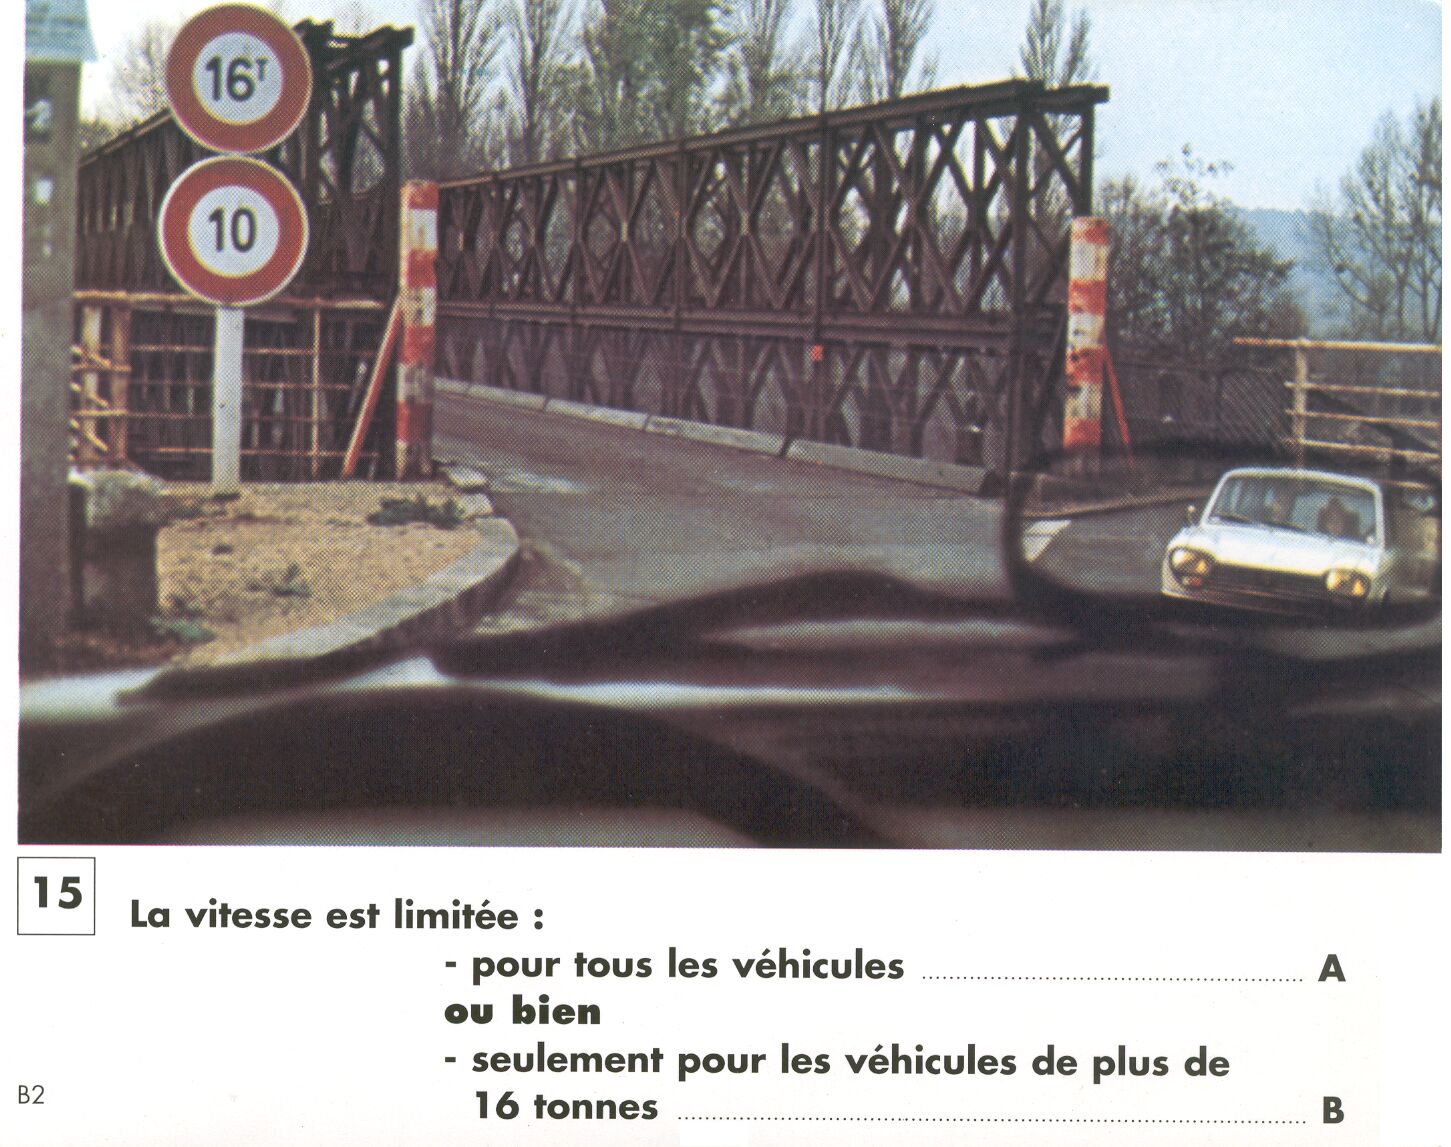 16T
10
15
La vitesse est limitée :
- pour tous les véhicules ........ A
ou bien
- seulement pour les véhicules de plus de
16 tonnes ........ B
B2